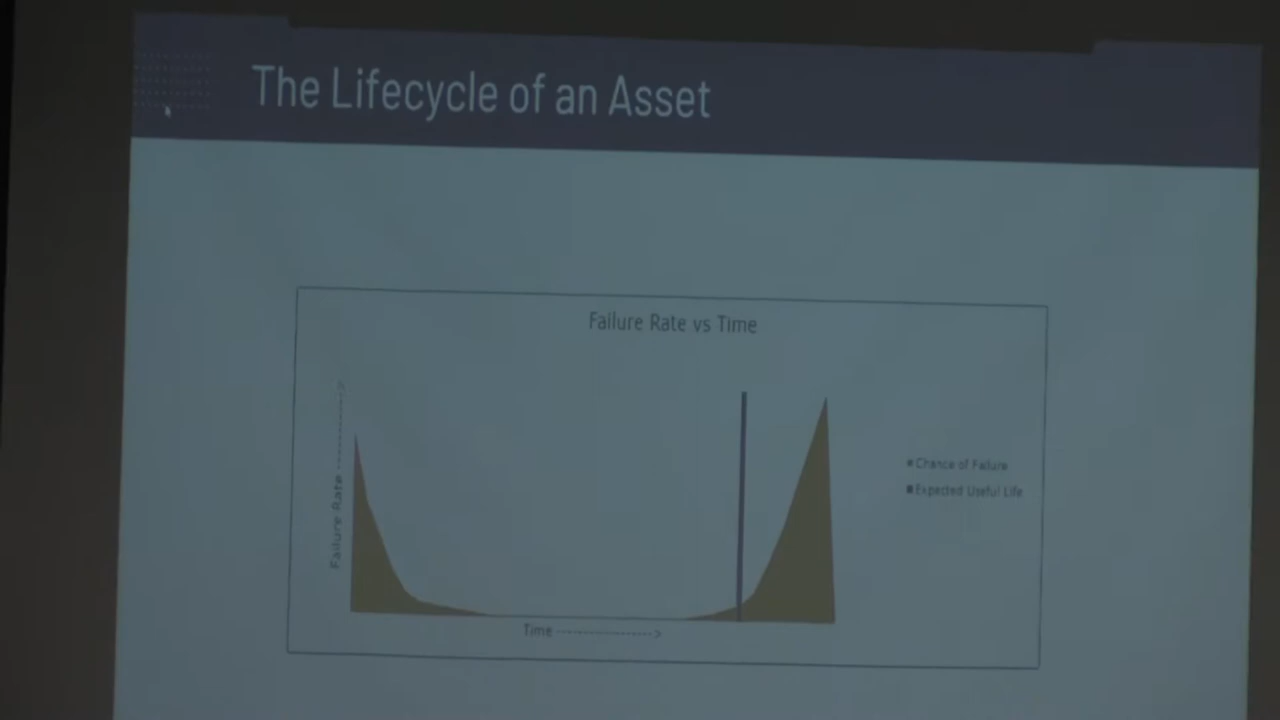 The Lifecycle of an Asset
Failure Rate vs Time
Failure Rate ---------->
Chance of Failure
Expected Useful Life
Time ------------->